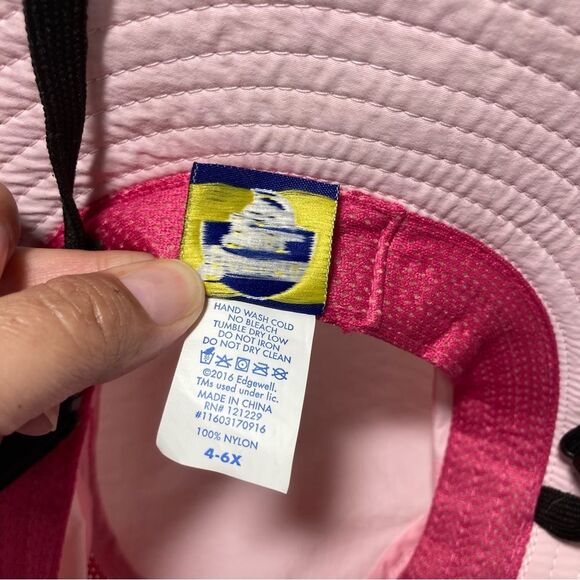 HAND WASH COLD
NO BLEACH
TUMBLE DRY LOW
DO NOT IRON
DO NOT DRY CLEAN
©2016 Edgewell.
TMs used under lic.
MADE IN CHINA
RN# 121229
#11603170916
100% NYLON
4-6X